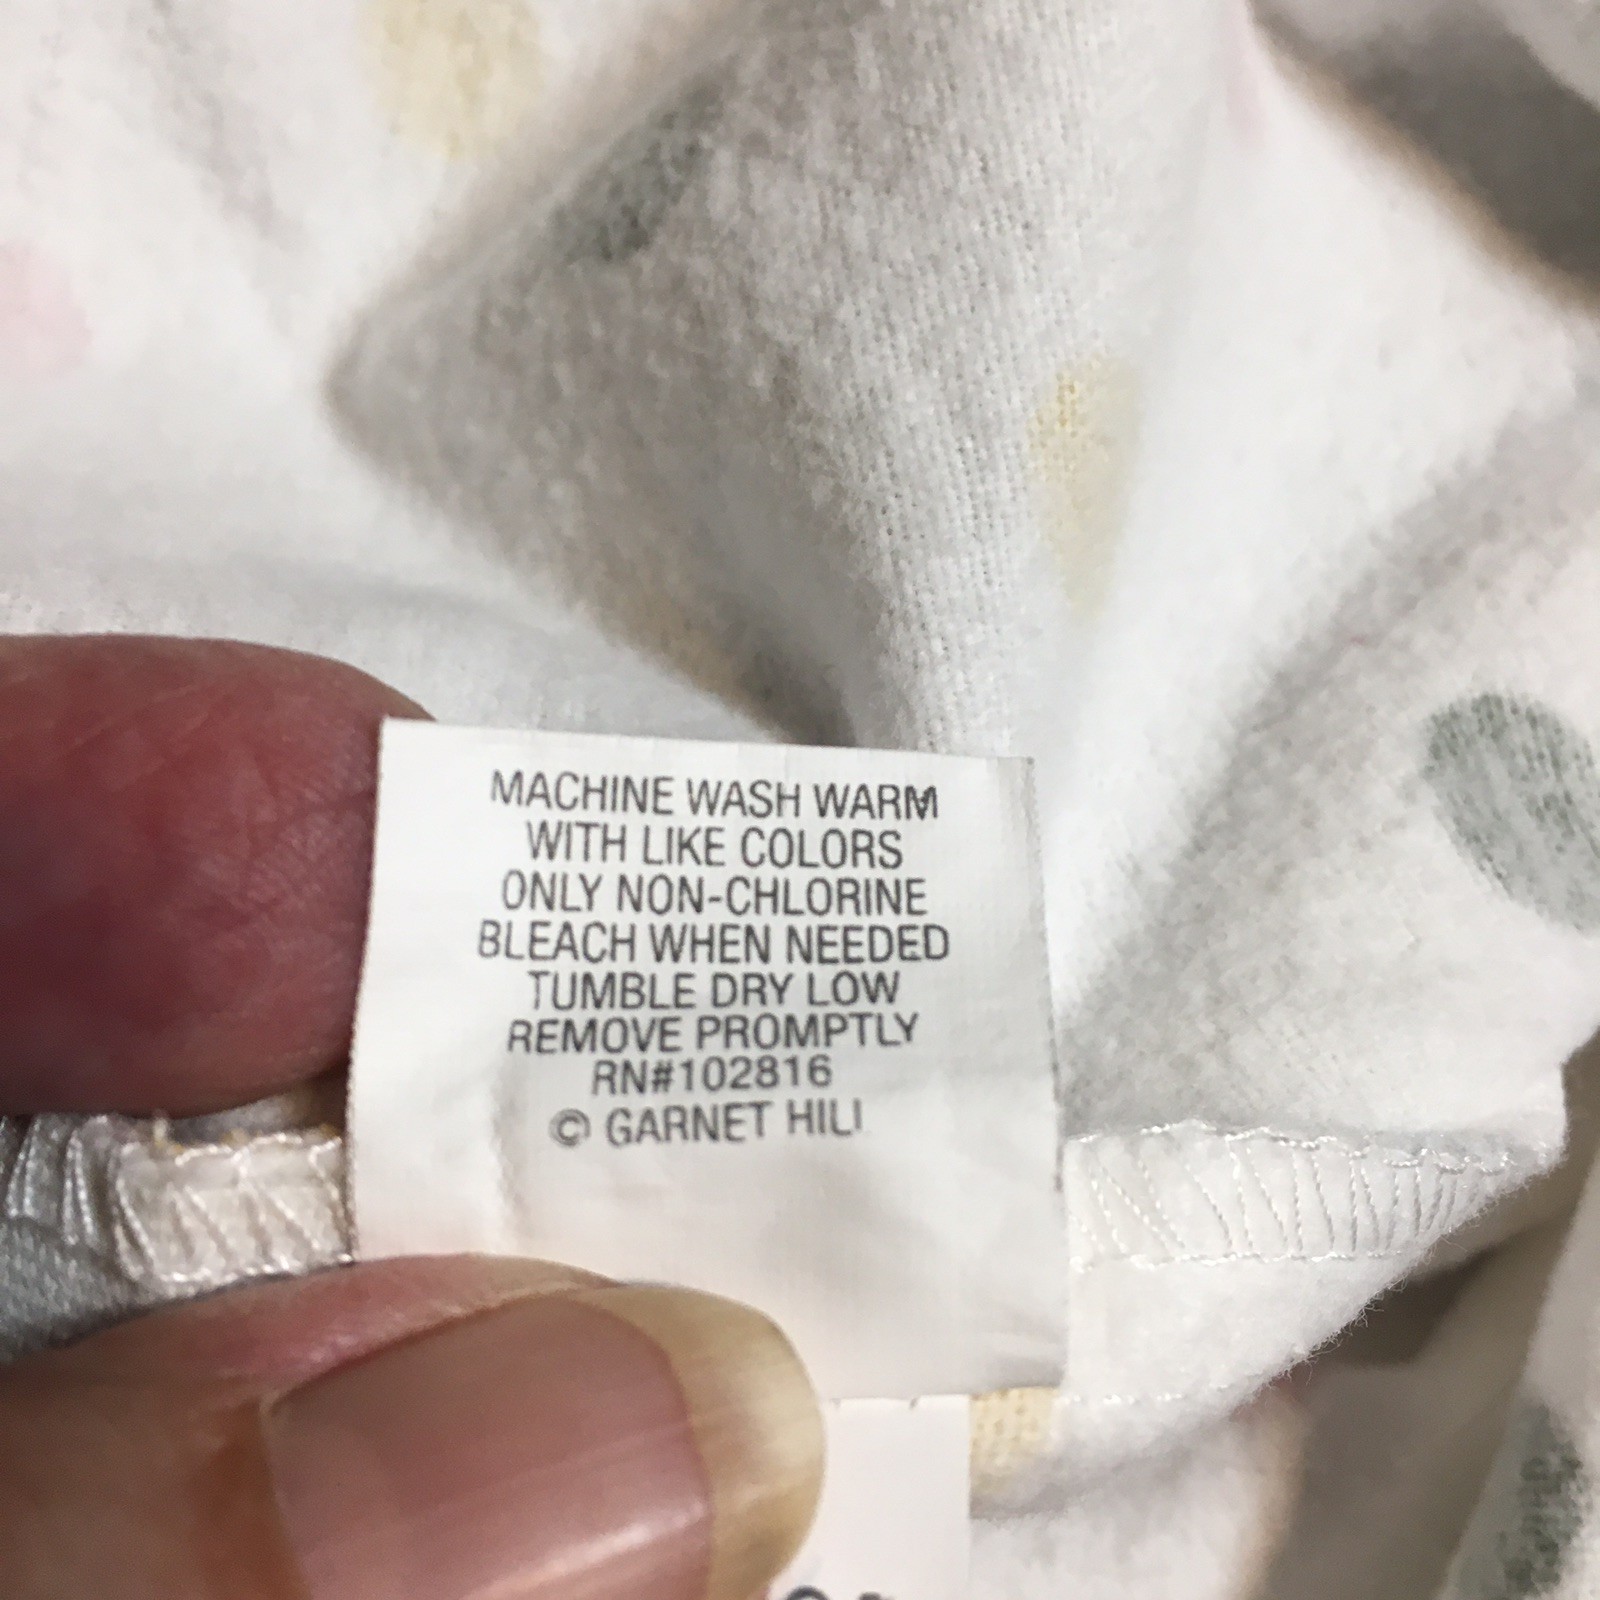 MACHINE WASH WARM
WITH LIKE COLORS
ONLY NON-CHLORINE
BLEACH WHEN NEEDED
TUMBLE DRY LOW
REMOVE PROMPTLY
RN#102816
© GARNET HILL